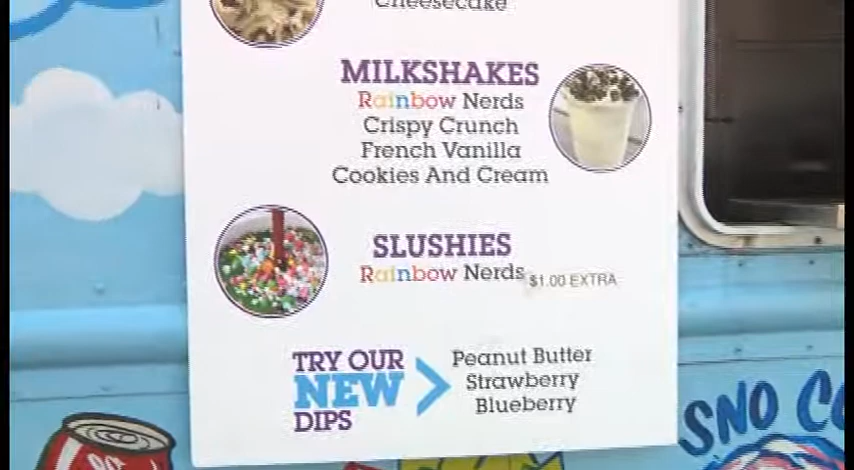 Cheesecake
MILKSHAKES
Rainbow Nerds
Crispy Crunch
French Vanilla
Cookies And Cream
SLUSHIES
Rainbow Nerds $1.00 EXTRA
TRY OUR
NEW
DIPS
Peanut Butter
Strawberry
Blueberry
SNO